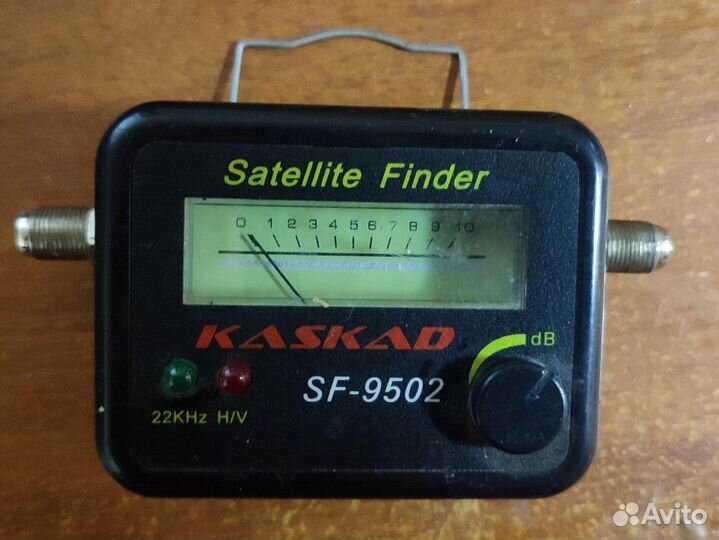 Satellite Finder
0 1 2 3 4 5 6 7 8 9 10
KASKAD
dB
SF-9502
22KHz H/V
Avito